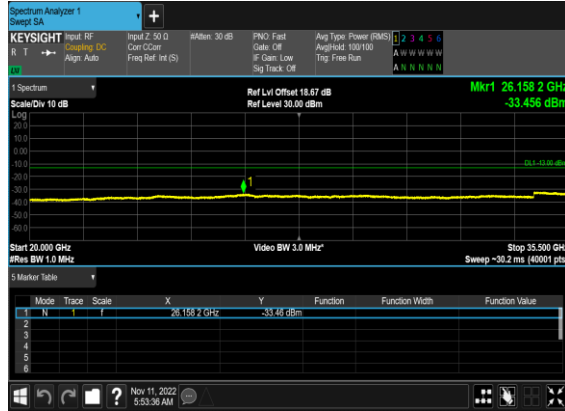 Spectrum Analyzer 1
Swept SA
KEYSIGHT
R T
LV
Input: RF
Coupling: DC
Align: Auto
Input Z: 50 Ω
Corr CCorr
Freq Ref: Int (S)
#Atten: 30 dB
PNO: Fast
Gate: Off
IF Gain: Low
Sig Track: Off
Avg Type: Power (RMS)
Avg|Hold: 100/100
Trig: Free Run
1 2 3 4 5 6
A W W W W W
A N N N N N
1 Spectrum
Scale/Div 10 dB
Ref Lvl Offset 18.67 dB
Ref Level 30.00 dBm
Mkr1 26.158 2 GHz
-33.456 dBm
Log
20.0
10.0
0.00
-10.0
-20.0
-30.0
-40.0
-50.0
-60.0
DL1 -13.00 dBm
1
Start 20.000 GHz
#Res BW 1.0 MHz
Video BW 3.0 MHz*
Stop 35.500 GHz
Sweep ~30.2 ms (40001 pts)
5 Marker Table
Mode Trace Scale X Y Function Function Width Function Value
1 N 1 f 26.158 2 GHz -33.46 dBm
2
3
4
5
6
?
Nov 11, 2022
5:53:36 AM